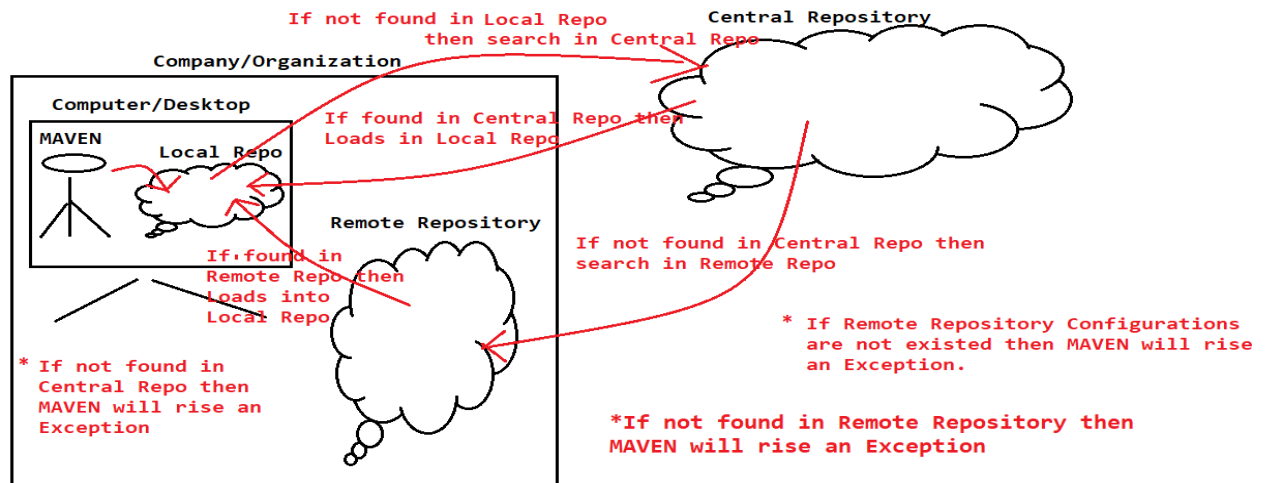 If not found in Local Repo
then search in Central Repo
Central Repository
Company/Organization
Computer/Desktop
MAVEN
Local Repo
If found in Central Repo then
Loads in Local Repo
Remote Repository
If found in
Remote Repo then
Loads into
Local Repo
If not found in Central Repo then
search in Remote Repo
* If Remote Repository Configurations
are not existed then MAVEN will rise
an Exception.
* If not found in
Central Repo then
MAVEN will rise an
Exception
*If not found in Remote Repository then
MAVEN will rise an Exception